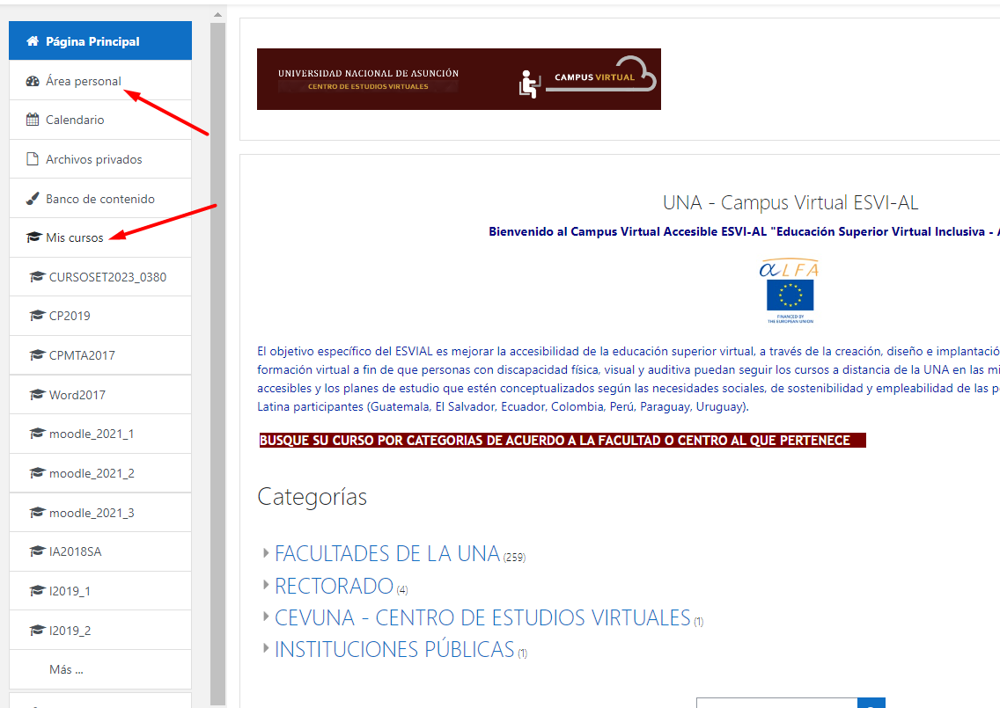 Página Principal
Área personal
Calendario
Archivos privados
Banco de contenido
Mis cursos
CURSOSET2023_0380
CP2019
CPMTA2017
Word2017
moodle_2021_1
moodle_2021_2
moodle_2021_3
IA2018SA
I2019_1
I2019_2
Más ...
UNIVERSIDAD NACIONAL DE ASUNCIÓN
CENTRO DE ESTUDIOS VIRTUALES
CAMPUS VIRTUAL
UNA - Campus Virtual ESVI-AL
Bienvenido al Campus Virtual Accesible ESVI-AL "Educación Superior Virtual Inclusiva -
αLFA
FINANCED BY
THE EUROPEAN UNION
El objetivo específico del ESVIAL es mejorar la accesibilidad de la educación superior virtual, a través de la creación, diseño e implantació
formación virtual a fin de que personas con discapacidad física, visual y auditiva puedan seguir los cursos a distancia de la UNA en las mi
accesibles y los planes de estudio que estén conceptualizados según las necesidades sociales, de sostenibilidad y empleabilidad de las p
Latina participantes (Guatemala, El Salvador, Ecuador, Colombia, Perú, Paraguay, Uruguay).
BUSQUE SU CURSO POR CATEGORIAS DE ACUERDO A LA FACULTAD O CENTRO AL QUE PERTENECE
Categorías
FACULTADES DE LA UNA (259)
RECTORADO (4)
CEVUNA - CENTRO DE ESTUDIOS VIRTUALES (1)
INSTITUCIONES PÚBLICAS (1)